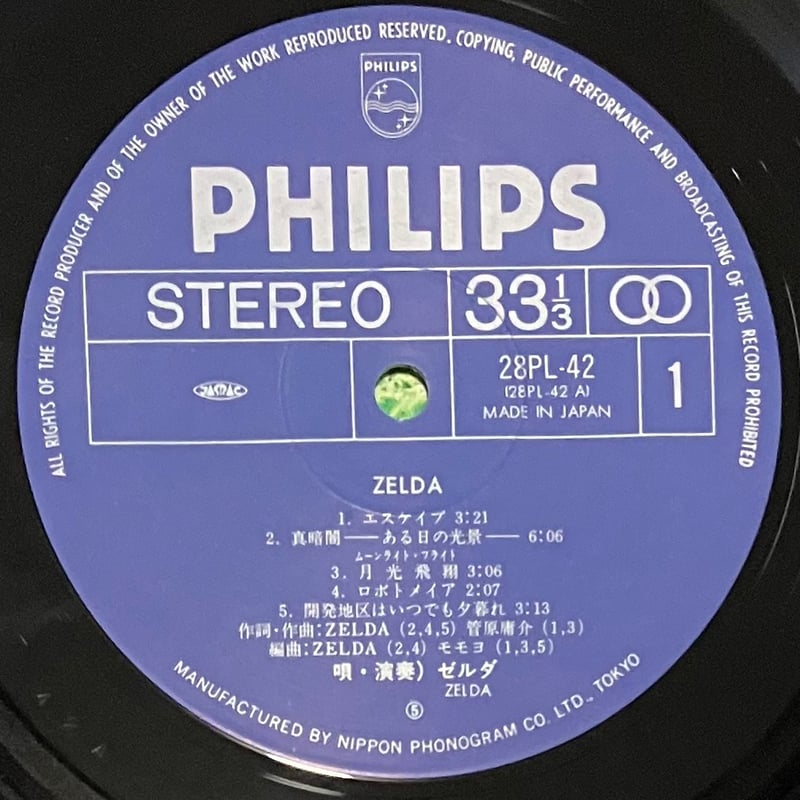 ALL RIGHTS OF THE RECORD PRODUCER AND OF THE OWNER OF THE WORK REPRODUCED RESERVED. COPYING, PUBLIC PERFORMANCE AND BROADCASTING OF THIS RECORD PROHIBITED
PHILIPS
PHILIPS
STEREO 33 1/3
JASRAC 28PL-42 1
(28PL-42 A)
MADE IN JAPAN
ZELDA
1. エスケイプ 3:21
2. 真暗闇──ある日の光景── 6:06
ムーンライト・フライト
3. 月光飛翔 3:06
4. ロボトメイア 2:07
5. 開発地区はいつでも夕暮れ 3:13
作詞・作曲:ZELDA (2,4,5) 菅原庸介 (1,3)
編曲:ZELDA (2,4) モモヨ (1,3,5)
唄・演奏) ゼルダ
ZELDA
⑤
MANUFACTURED BY NIPPON PHONOGRAM CO. LTD., TOKYO